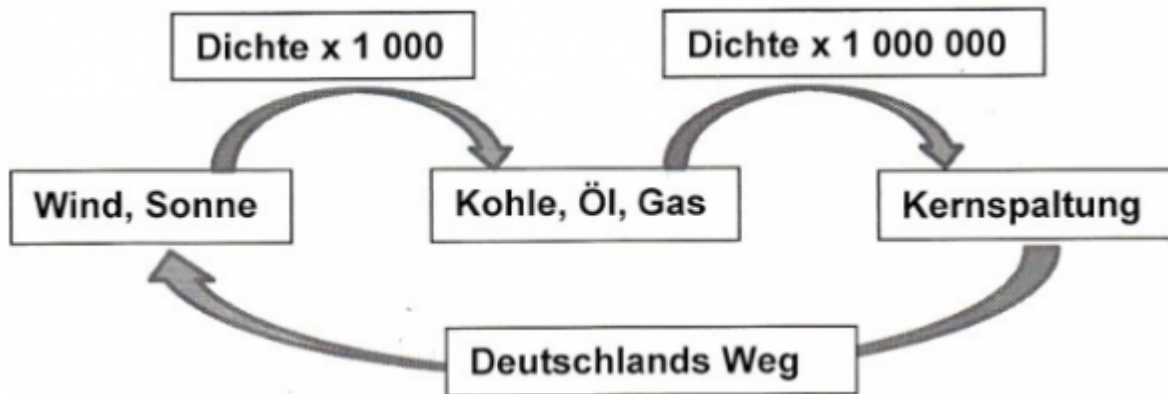 Dichte x 1 000
Dichte x 1 000 000
Wind, Sonne
Kohle, Öl, Gas
Kernspaltung
Deutschlands Weg